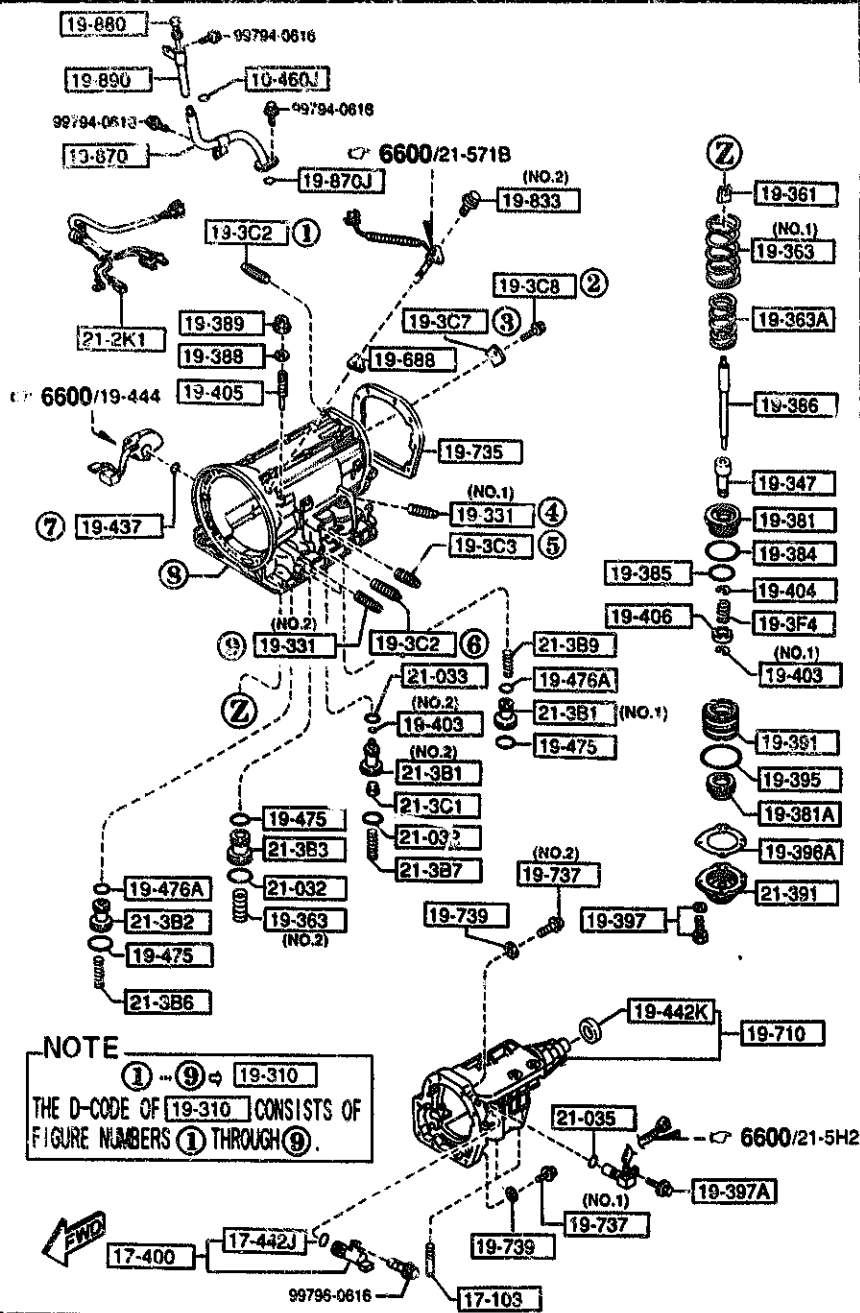 19-880
99794-0616
19-890
10-460J
99794-0616
99794-0616
19-870J
6600/21-571B
(NO.2)
19-833
Z
19-361
(NO.1)
19-363
19-3C2 ①
19-3C8 ②
19-3C7 ③
19-363A
21-2K1
19-389
19-388
19-688
19-405
6600/19-444
19-386
19-735
19-347
(NO.1)
19-331 ④
19-381
⑦ 19-437
19-3C3 ⑤
19-384
19-385
⑧
19-404
19-406
19-3F4
(NO.2)
⑨ 19-331
19-3C2 ⑥
21-3B9
(NO.1)
19-403
21-033
19-476A
Z
(NO.2)
19-403
21-3B1 (NO.1)
19-391
19-475
(NO.2)
21-3B1
19-395
21-3C1
19-381A
19-475
19-396A
21-3B3
21-3B7
(NO.2)
19-737
19-476A
21-032
21-391
21-3B2
19-363
(NO.2)
19-739
19-397
19-475
21-3B6
19-442K
19-710
NOTE
① - ⑨ ⇨ 19-310
THE D-CODE OF 19-310 CONSISTS OF
FIGURE NUMBERS ① THROUGH ⑨.
21-035
6600/21-5H2
19-397A
(NO.1)
19-737
FWD
17-442J
19-739
17-400
99796-0616
17-103